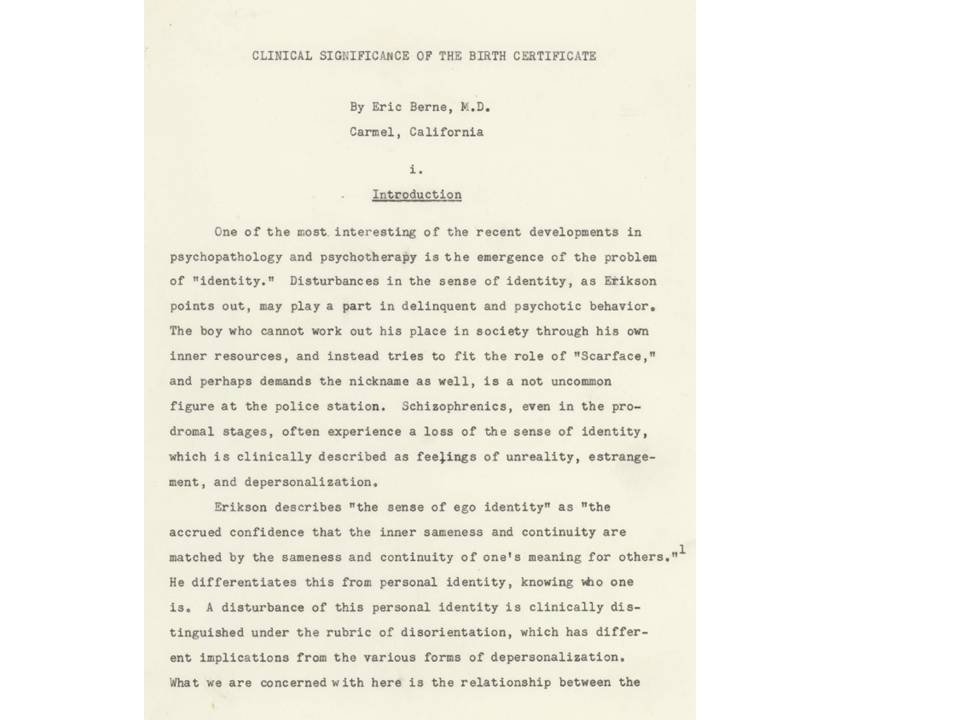 CLINICAL SIGNIFICANCE OF THE BIRTH CERTIFICATE
By Eric Berne, M.D.
Carmel, California
i.
Introduction
One of the most interesting of the recent developments in
psychopathology and psychotherapy is the emergence of the problem
of "identity." Disturbances in the sense of identity, as Erikson
points out, may play a part in delinquent and psychotic behavior.
The boy who cannot work out his place in society through his own
inner resources, and instead tries to fit the role of "Scarface,"
and perhaps demands the nickname as well, is a not uncommon
figure at the police station. Schizophrenics, even in the pro-
dromal stages, often experience a loss of the sense of identity,
which is clinically described as feelings of unreality, estrange-
ment, and depersonalization.
Erikson describes "the sense of ego identity" as "the
accrued confidence that the inner sameness and continuity are
matched by the sameness and continuity of one's meaning for others."1
He differentiates this from personal identity, knowing who one
is. A disturbance of this personal identity is clinically dis-
tinguished under the rubric of disorientation, which has differ-
ent implications from the various forms of depersonalization.
What we are concerned with here is the relationship between the